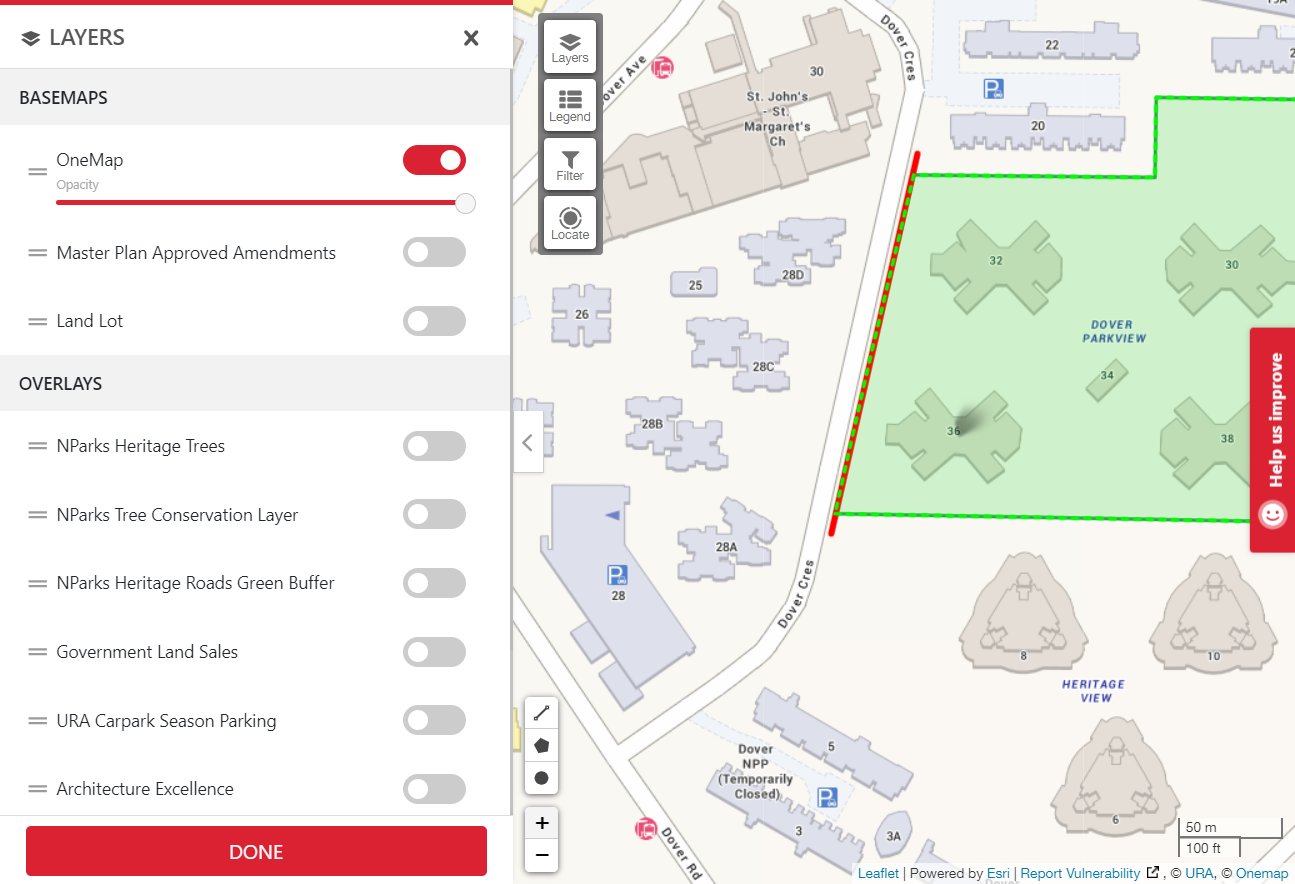 LAYERS
BASEMAPS
OneMap
Opacity
Master Plan Approved Amendments
Land Lot
OVERLAYS
NParks Heritage Trees
NParks Tree Conservation Layer
NParks Heritage Roads Green Buffer
Government Land Sales
URA Carpark Season Parking
Architecture Excellence
DONE
Layers
Legend
Filter
Locate
Dover Cres
22
P
20
30
St. John's
- St.
Margaret's
Ch
28D
25
26
28C
28B
28A
P
28
32
30
DOVER
PARKVIEW
34
36
38
Help us improve
Dover Cres
8
10
HERITAGE
VIEW
6
5
Dover
NPP
(Temporarily
Closed)
P
3
3A
Dover Rd
+
−
50 m
100 ft
Leaflet | Powered by Esri | Report Vulnerability , © URA, © Onemap